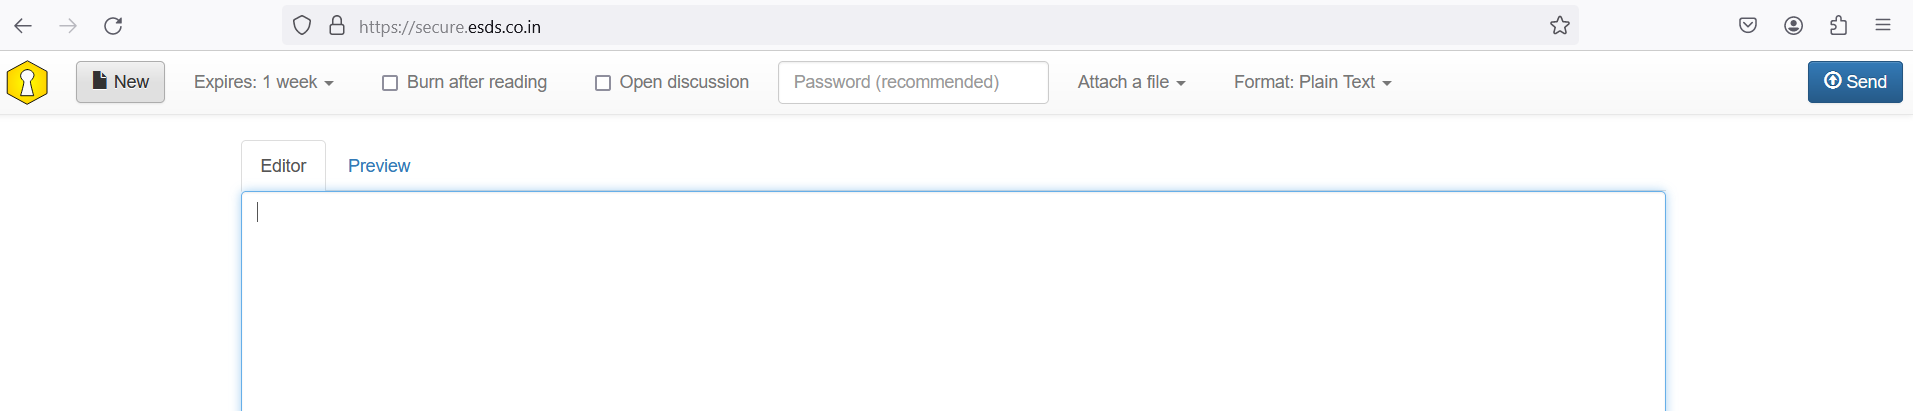 https://secure.esds.co.in
New Expires: 1 week Burn after reading Open discussion Password (recommended) Attach a file Format: Plain Text Send
Editor Preview